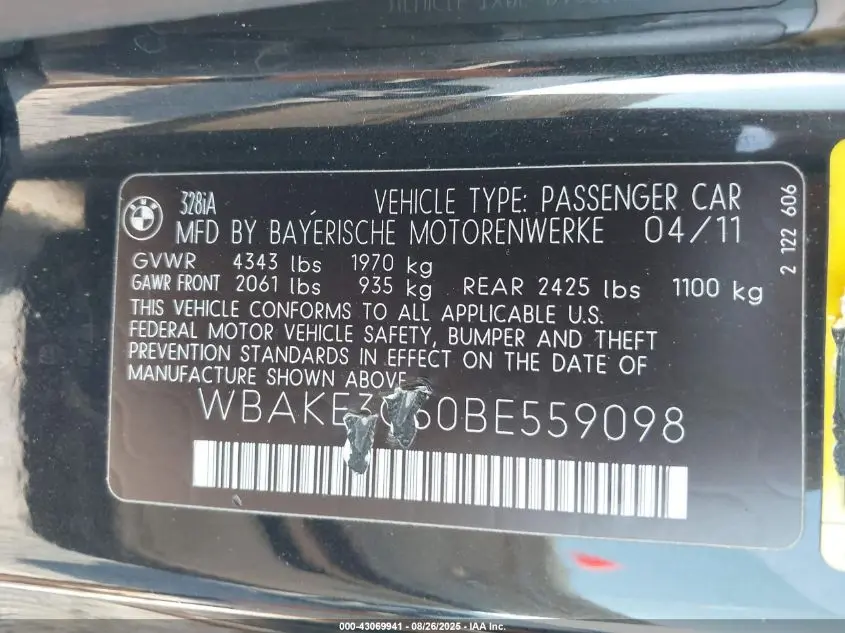 328iA VEHICLE TYPE: PASSENGER CAR
MFD BY BAYERISCHE MOTORENWERKE 04/11
GVWR 4343 lbs 1970 kg
GAWR FRONT 2061 lbs 935 kg REAR 2425 lbs 1100 kg
THIS VEHICLE CONFORMS TO ALL APPLICABLE U.S.
FEDERAL MOTOR VEHICLE SAFETY, BUMPER AND THEFT
PREVENTION STANDARDS IN EFFECT ON THE DATE OF
MANUFACTURE SHOWN ABOVE
WBAKE3C50BE559098
2 122 606
000-43069941 - 08/26/2025 - IAA Inc.